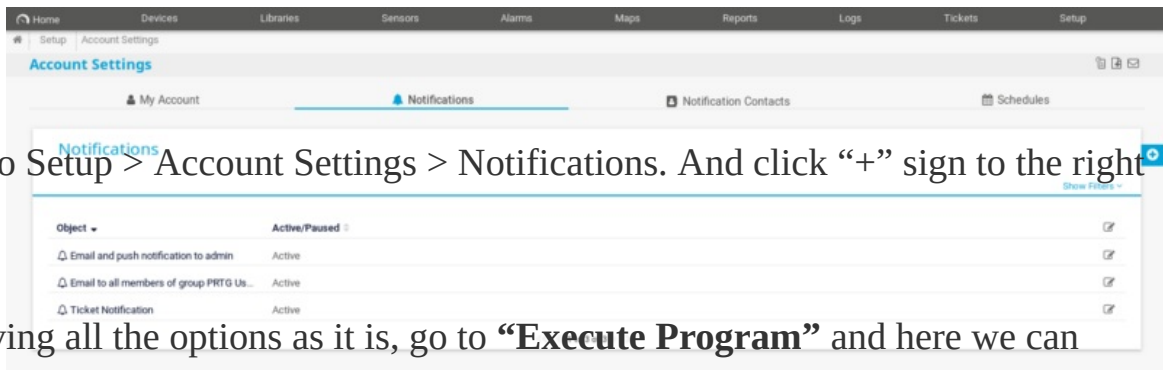 Home Devices Libraries Sensors Alarms Maps Reports Logs Tickets Setup
Setup Account Settings
Account Settings
My Account Notifications Notification Contacts Schedules
Notifications
o Setup > Account Settings > Notifications. And click “+” sign to the right
Show Filters
Object Active/Paused
Email and push notification to admin Active
Email to all members of group PRTG Us... Active
Ticket Notification Active
ving all the options as it is, go to “Execute Program” and here we can